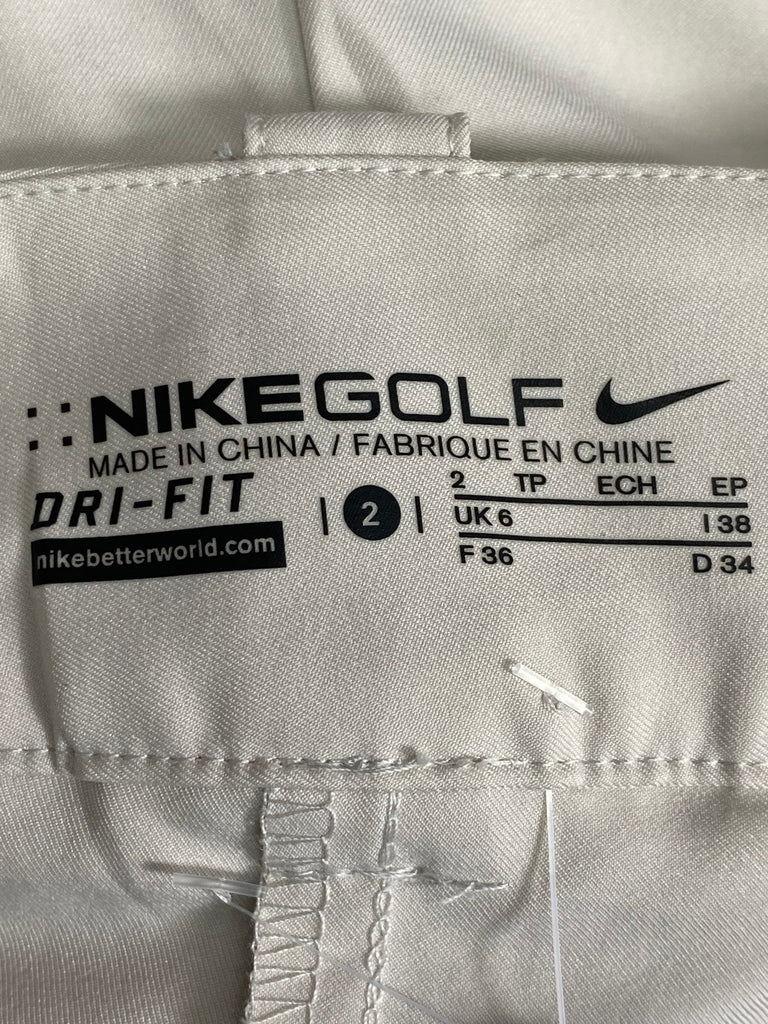 NIKEGOLF
MADE IN CHINA / FABRIQUE EN CHINE
DRI-FIT
nikebetterworld.com
2
2 TP ECH EP
UK 6 I 38
F 36 D 34